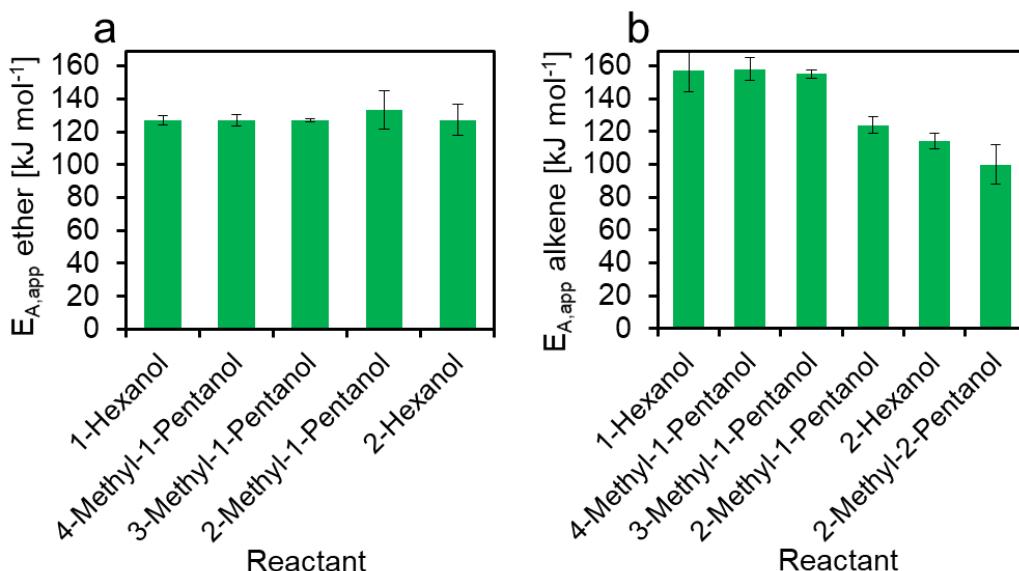 a
E_A,app ether [kJ mol⁻¹]
160
140
120
100
80
60
40
20
0
1-Hexanol
4-Methyl-1-Pentanol
3-Methyl-1-Pentanol
2-Methyl-1-Pentanol
2-Hexanol
Reactant
b
E_A,app alkene [kJ mol⁻¹]
160
140
120
100
80
60
40
20
0
1-Hexanol
4-Methyl-1-Pentanol
3-Methyl-1-Pentanol
2-Methyl-1-Pentanol
2-Hexanol
2-Methyl-2-Pentanol
Reactant